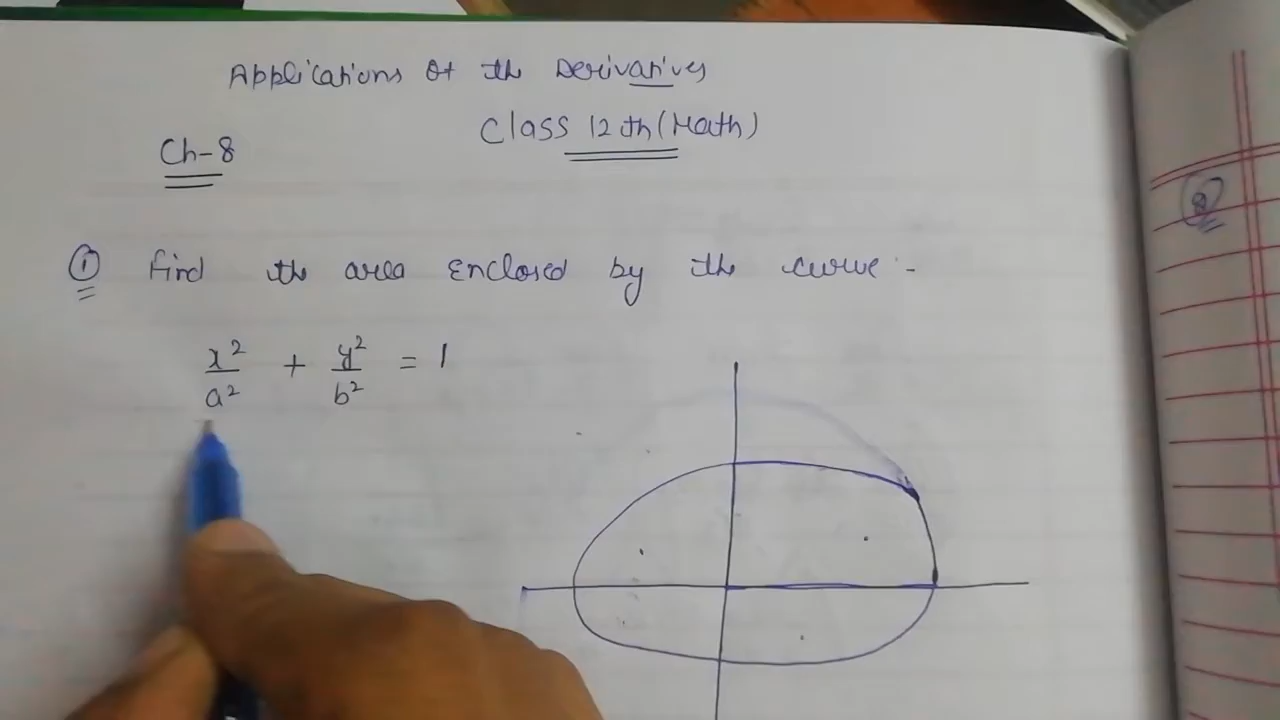 Applications of the Derivatives
Class 12th (Math)
Ch-8
① find the area enclosed by the curve -
x²/a² + y²/b² = 1